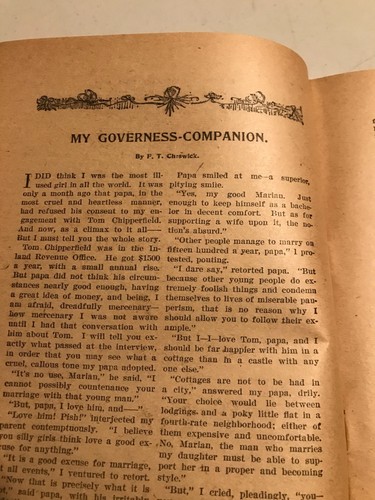 MY GOVERNESS-COMPANION.
By F. T. Cheswick.
I DID think I was the most ill-
used girl in all the world. It was
only a month ago that papa, in the
most cruel and heartless manner,
had refused his consent to my en-
gagement with Tom Chipperfield.
And now, as a climax to it all—
But I must tell you the whole story.
Tom Chipperfield was in the In-
land Revenue Office. He got $1500
a year, with a small annual rise.
But papa did not think his circum-
stances nearly good enough, having
a great idea of money, and being, I
am afraid, dreadfully mercenary—
how mercenary I was not aware
until I had that conversation with
him about Tom. I will tell you ex-
actly what passed at the interview,
in order that you may see what a
cruel, callous tone my papa adopted.
"It's no use, Marian," he said. "I
cannot possibly countenance your
marriage with that young man."
"But, papa, I love him, and—"
"Love him! Pish!" interjected my
parent contemptuously. "I believe
you silly girls think love a good ex-
cuse for anything."
"It is a good excuse for marriage,
at all events," I ventured to retort.
"Now that is precisely what it is
said papa, with his
Papa smiled at me—a superior,
pitying smile.
"Yes, my good Marian. Just
enough to keep himself as a bache-
lor in decent comfort. But as for
supporting a wife upon it, the no-
tion's absurd."
"Other people manage to marry on
fifteen hundred a year, papa," I pro-
tested, pouting.
"I dare say," retorted papa. "But
because other young people do ex-
tremely foolish things and condemn
themselves to lives of miserable pau-
perism, that is no reason why I
should allow you to follow their ex-
ample."
"But I—I—love Tom, papa, and I
should be far happier with him in a
cottage than in a castle with any
one else."
"Cottages are not to be had in
a city," answered my papa, drily.
"Your choice would lie between
lodgings and a poky little flat in a
fourth-rate neighborhood; either of
them expensive and uncomfortable.
No, Marian, the man who marries
my daughter must be able to sup-
port her in a proper and becoming
style."
"But," I cried, pleadingly, "you